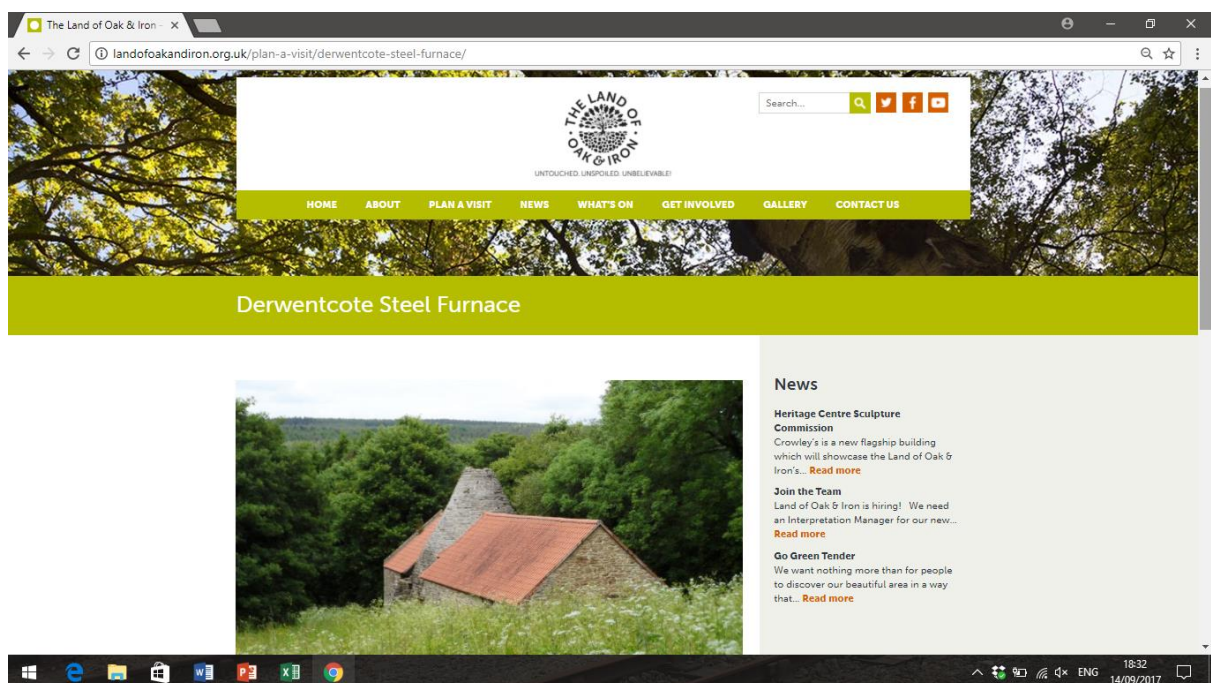 The Land of Oak & Iron -
landofoakandiron.org.uk/plan-a-visit/derwentcote-steel-furnace/
THE LAND OF
OAK & IRON
UNTOUCHED. UNSPOILED. UNBELIEVABLE!
Search...
HOME ABOUT PLAN A VISIT NEWS WHAT'S ON GET INVOLVED GALLERY CONTACT US
Derwentcote Steel Furnace
News
Heritage Centre Sculpture
Commission
Crowley's is a new flagship building
which will showcase the Land of Oak &
Iron's... Read more
Join the Team
Land of Oak & Iron is hiring! We need
an Interpretation Manager for our new...
Read more
Go Green Tender
We want nothing more than for people
to discover our beautiful area in a way
that... Read more
ENG
18:32
14/09/2017